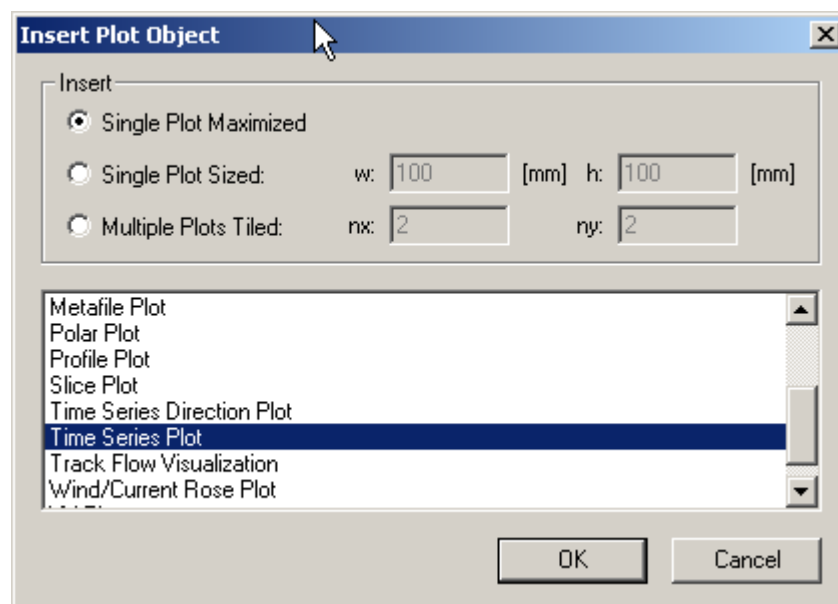 Insert Plot Object
Insert
Single Plot Maximized
Single Plot Sized: w: 100 [mm] h: 100 [mm]
Multiple Plots Tiled: nx: 2 ny: 2
Metafile Plot
Polar Plot
Profile Plot
Slice Plot
Time Series Direction Plot
Time Series Plot
Track Flow Visualization
Wind/Current Rose Plot
OK Cancel